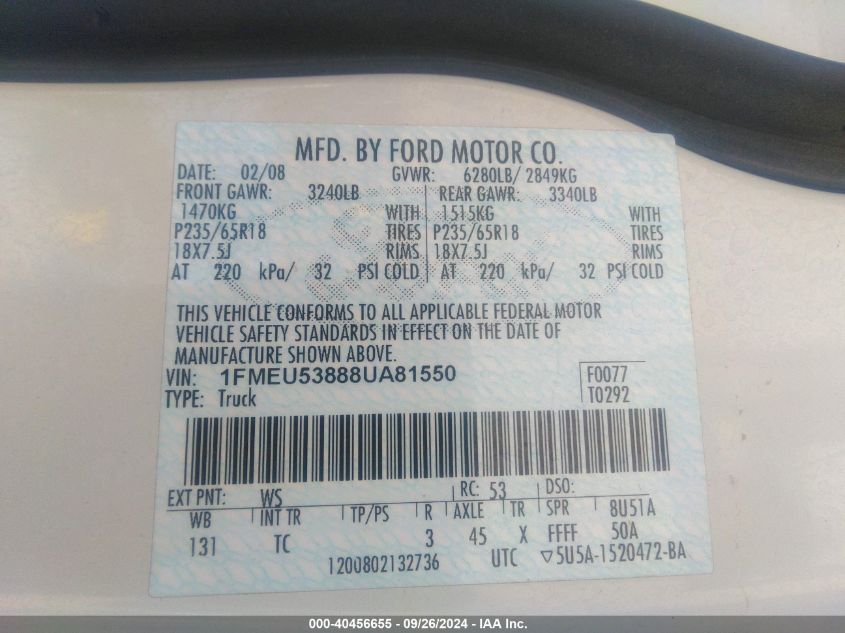 MFD. BY FORD MOTOR CO.
DATE: 02/08 GVWR: 6280LB/ 2849KG
FRONT GAWR: 3240LB REAR GAWR: 3340LB
1470KG WITH 1515KG WITH
P235/65R18 TIRES P235/65R18 TIRES
18X7.5J RIMS 18X7.5J RIMS
AT 220 kPa/ 32 PSI COLD AT 220 kPa/ 32 PSI COLD
THIS VEHICLE CONFORMS TO ALL APPLICABLE FEDERAL MOTOR
VEHICLE SAFETY STANDARDS IN EFFECT ON THE DATE OF
MANUFACTURE SHOWN ABOVE.
VIN: 1FMEU53888UA81550 F0077
TYPE: Truck T0292
EXT PNT: WS RC: 53 DSO:
WB INT TR TP/PS R AXLE TR SPR 8U51A
131 TC 3 45 X FFFF 50A
1200802132736 UTC ▽5U5A-1520472-BA
000-40456655 - 09/26/2024 - IAA Inc.